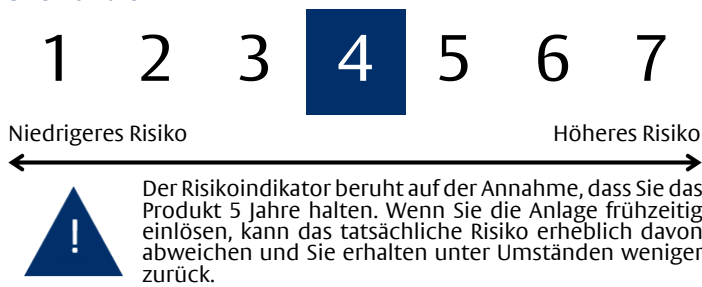 1 2 3 4 5 6 7
Niedrigeres Risiko Höheres Risiko
!
Der Risikoindikator beruht auf der Annahme, dass Sie das
Produkt 5 Jahre halten. Wenn Sie die Anlage frühzeitig
einlösen, kann das tatsächliche Risiko erheblich davon
abweichen und Sie erhalten unter Umständen weniger
zurück.